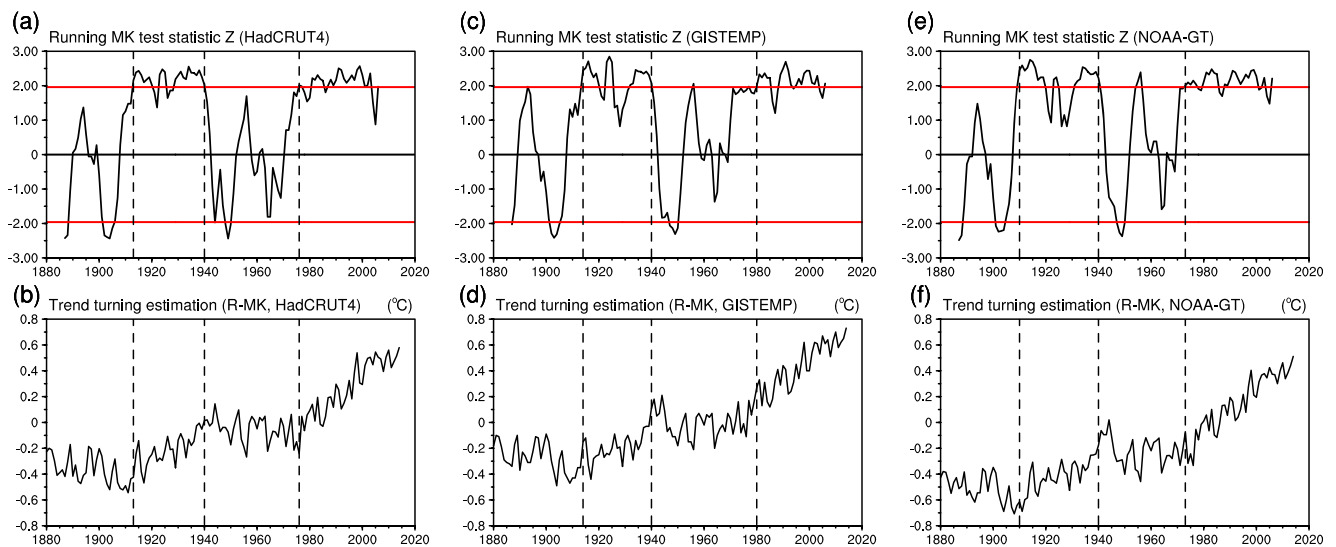 (a)
Running MK test statistic Z (HadCRUT4)
3.00
2.00
1.00
0
-1.00
-2.00
-3.00
1880 1900 1920 1940 1960 1980 2000 2020
(b)
Trend turning estimation (R-MK, HadCRUT4) (°C)
0.8
0.6
0.4
0.2
0
-0.2
-0.4
-0.6
-0.8
1880 1900 1920 1940 1960 1980 2000 2020
(c)
Running MK test statistic Z (GISTEMP)
3.00
2.00
1.00
0
-1.00
-2.00
-3.00
1880 1900 1920 1940 1960 1980 2000 2020
(d)
Trend turning estimation (R-MK, GISTEMP) (°C)
0.8
0.6
0.4
0.2
0
-0.2
-0.4
-0.6
-0.8
1880 1900 1920 1940 1960 1980 2000 2020
(e)
Running MK test statistic Z (NOAA-GT)
3.00
2.00
1.00
0
-1.00
-2.00
-3.00
1880 1900 1920 1940 1960 1980 2000 2020
(f)
Trend turning estimation (R-MK, NOAA-GT) (°C)
0.8
0.6
0.4
0.2
0
-0.2
-0.4
-0.6
-0.8
1880 1900 1920 1940 1960 1980 2000 2020